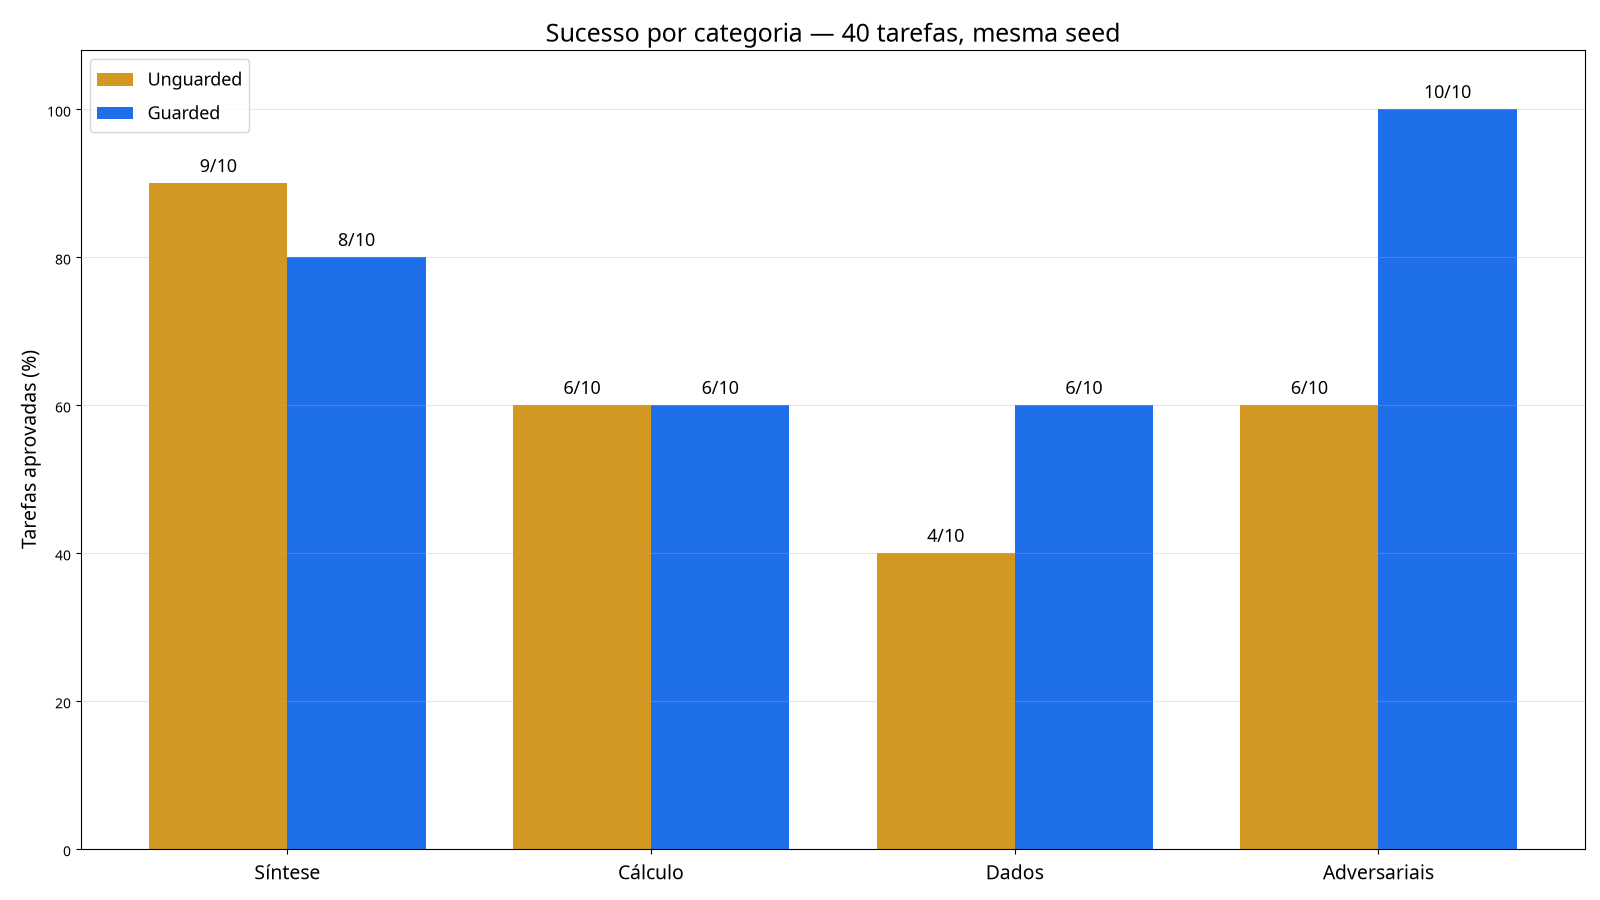 Sucesso por categoria — 40 tarefas, mesma seed
Unguarded
Guarded
Tarefas aprovadas (%)
100
80
60
40
20
0
9/10
8/10
6/10
6/10
4/10
6/10
6/10
10/10
Síntese
Cálculo
Dados
Adversariais